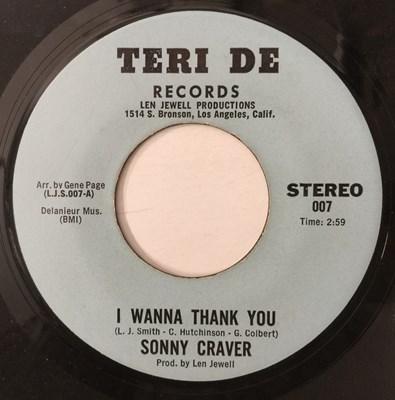 TERI DE
RECORDS
LEN JEWELL PRODUCTIONS
1514 S. Bronson, Los Angeles, Calif.
Arr. by Gene Page
(L.J.S.007-A)
Delanieur Mus.
(BMI)
STEREO
007
Time: 2:59
I WANNA THANK YOU
(L. J. Smith - C. Hutchinson - G. Colbert)
SONNY CRAVER
Prod. by Len Jewell